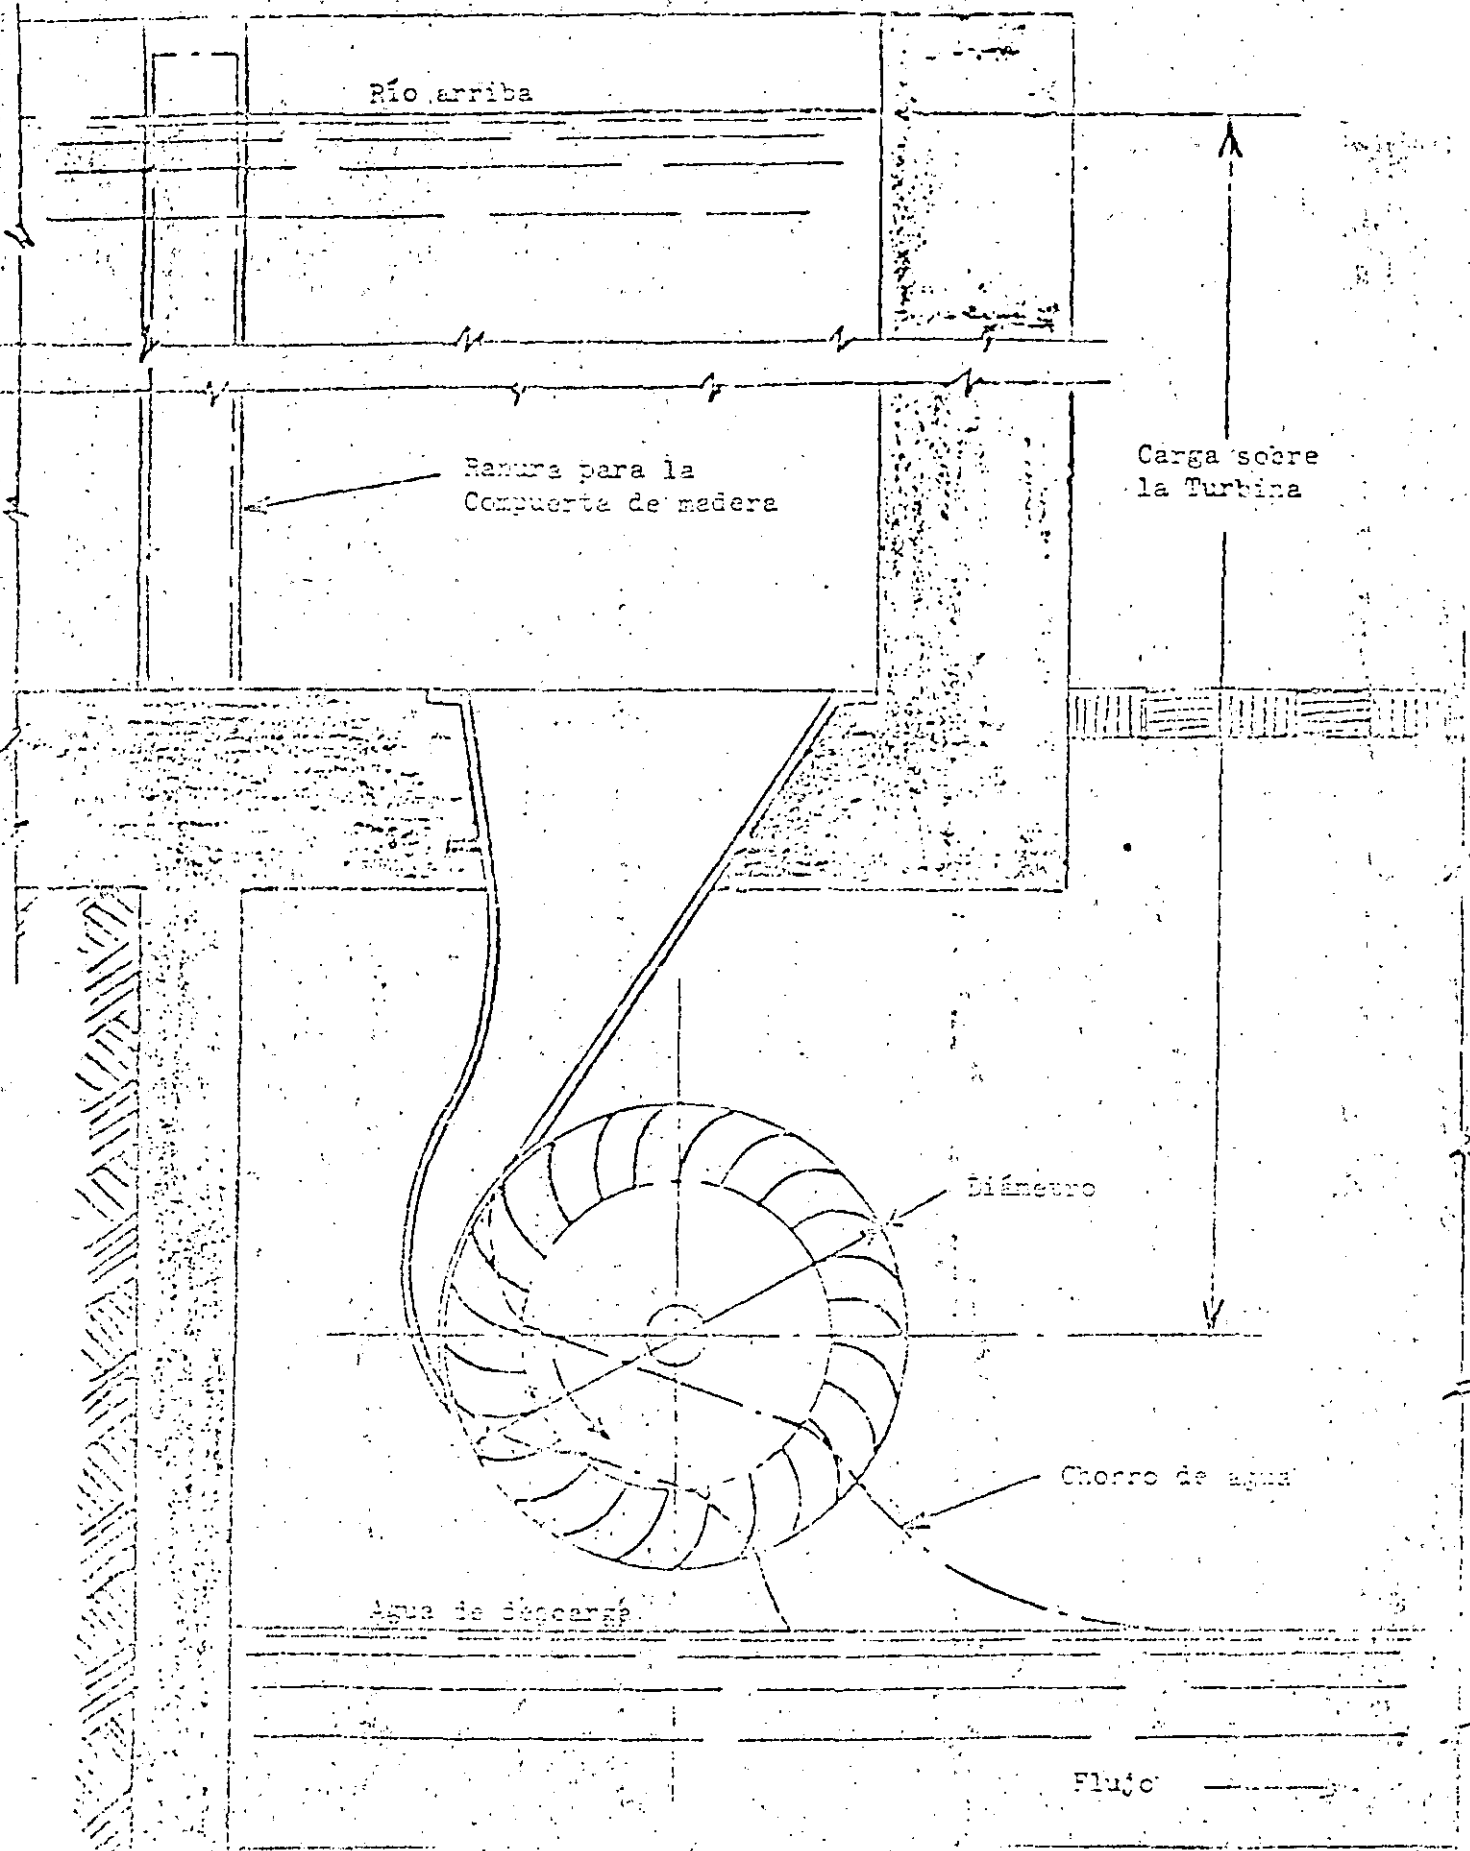 Río arriba
Ranura para la
Compuerta de madera
Carga sobre
la Turbina
Diámetro
Chorro de agua
Agua de descarga
Flujo